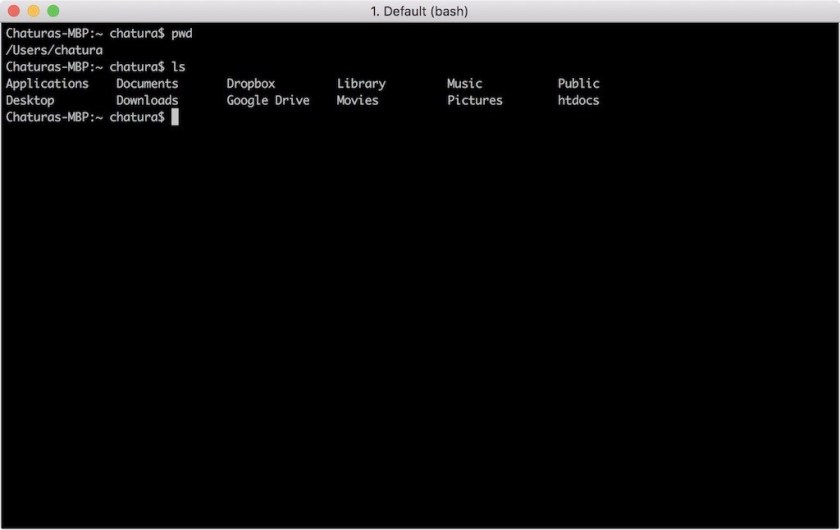 1. Default (bash)
Chaturas-MBP:~ chatura$ pwd
/Users/chatura
Chaturas-MBP:~ chatura$ ls
Applications Documents Dropbox Library Music Public
Desktop Downloads Google Drive Movies Pictures htdocs
Chaturas-MBP:~ chatura$